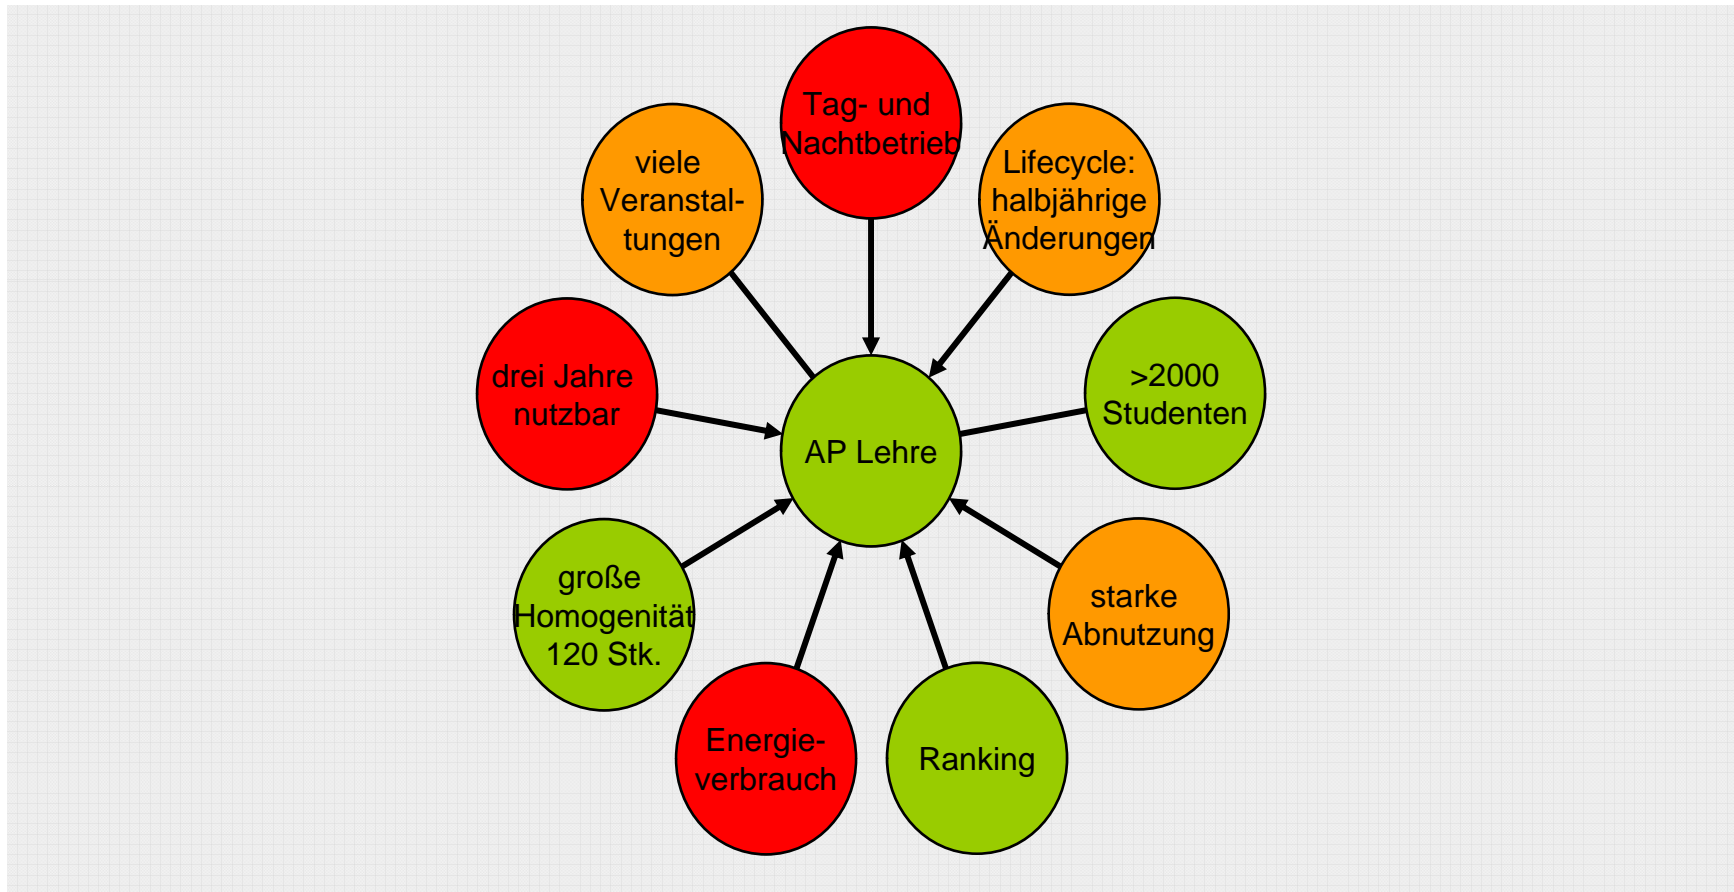 Tag- und
Nachtbetrieb
viele
Veranstal-
tungen
Lifecycle:
halbjährige
Änderungen
drei Jahre
nutzbar
>2000
Studenten
AP Lehre
große
Homogenität
120 Stk.
starke
Abnutzung
Energie-
verbrauch
Ranking